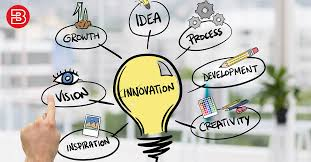 B
IDEA
GROWTH
PROCESS
VISION
INNOVATION
DEVELOPMENT
CREATIVITY
INSPIRATION